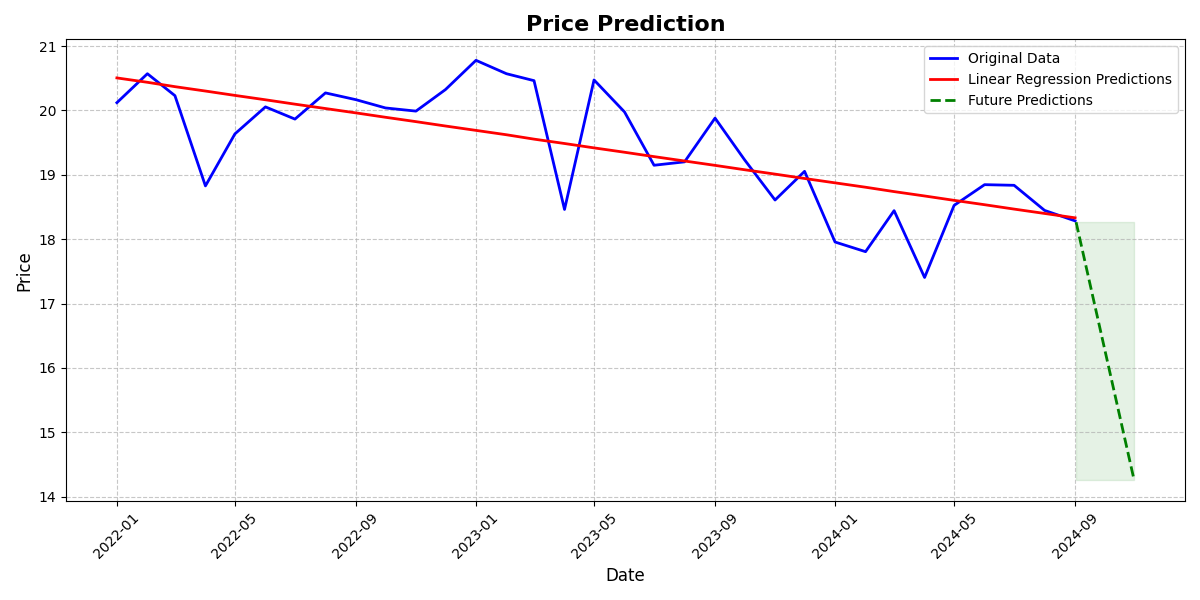 Price Prediction
Original Data
Linear Regression Predictions
Future Predictions
Price
21
20
19
18
17
16
15
14
2022-01
2022-05
2022-09
2023-01
2023-05
2023-09
2024-01
2024-05
2024-09
Date